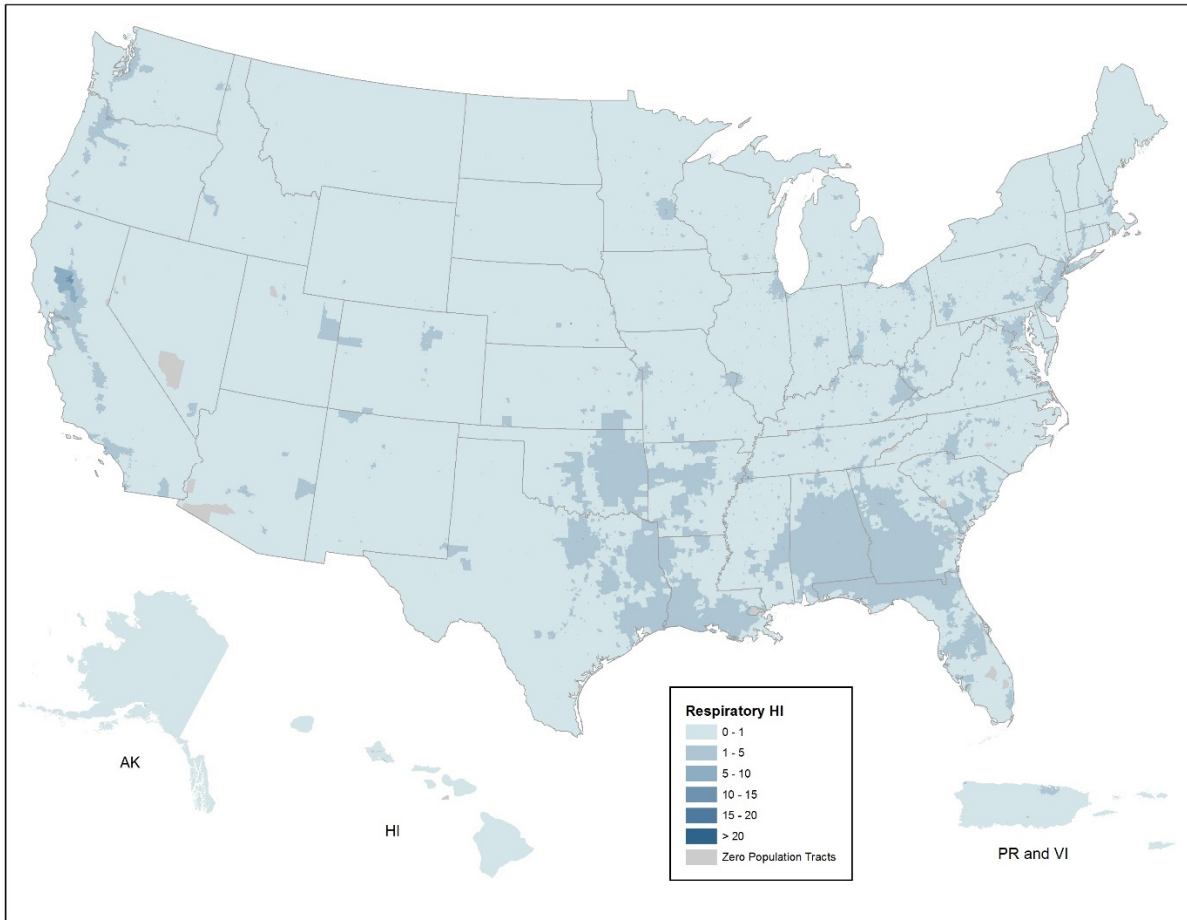 AK
HI
Respiratory HI
0 - 1
1 - 5
5 - 10
10 - 15
15 - 20
> 20
Zero Population Tracts
PR and VI